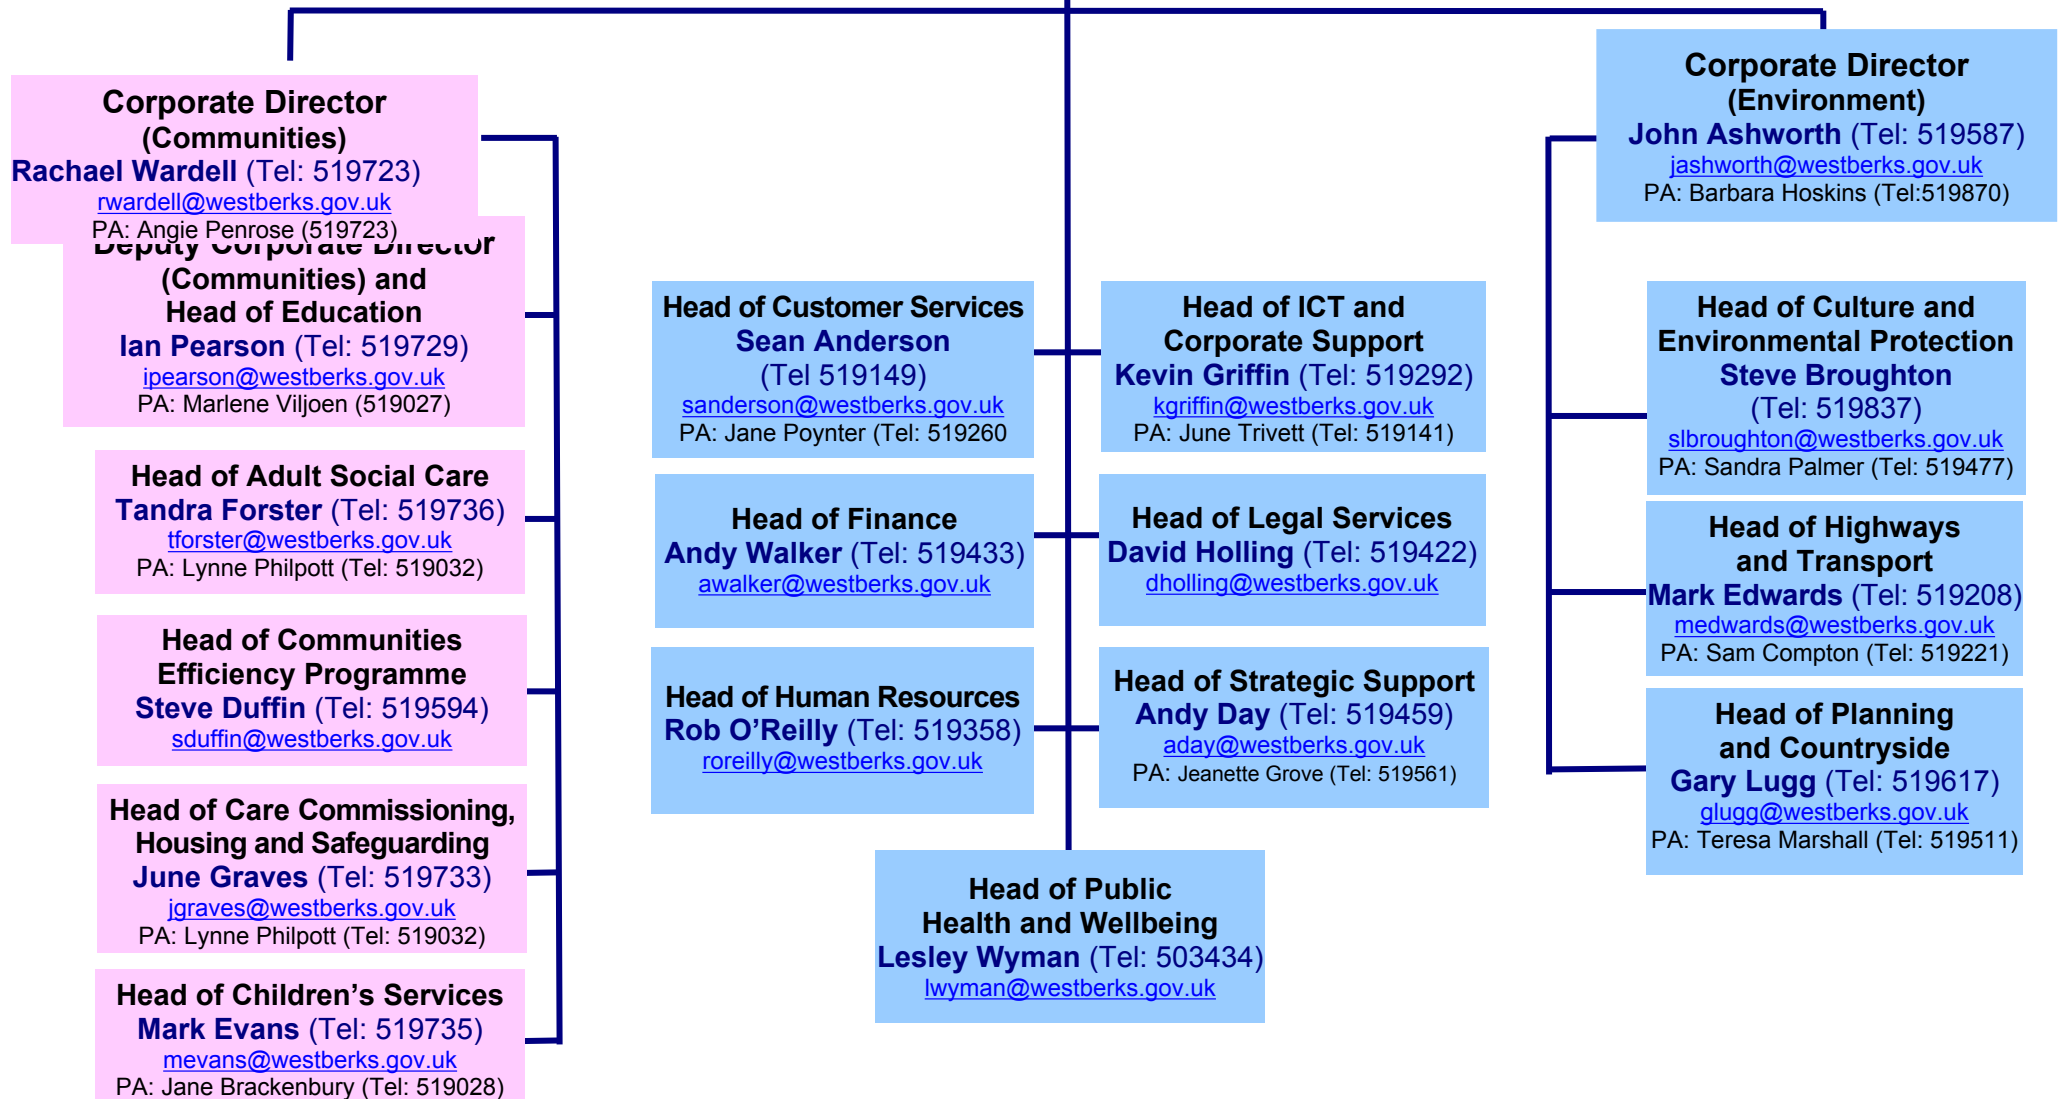 Corporate Director
(Communities)
Rachael Wardell (Tel: 519723)
rwardell@westberks.gov.uk
PA: Angie Penrose (519723)
Deputy Corporate Director
(Communities) and
Head of Education
Ian Pearson (Tel: 519729)
ipearson@westberks.gov.uk
PA: Marlene Viljoen (519027)
Head of Adult Social Care
Tandra Forster (Tel: 519736)
tforster@westberks.gov.uk
PA: Lynne Philpott (Tel: 519032)
Head of Communities
Efficiency Programme
Steve Duffin (Tel: 519594)
sduffin@westberks.gov.uk
Head of Care Commissioning,
Housing and Safeguarding
June Graves (Tel: 519733)
jgraves@westberks.gov.uk
PA: Lynne Philpott (Tel: 519032)
Head of Children’s Services
Mark Evans (Tel: 519735)
mevans@westberks.gov.uk
PA: Jane Brackenbury (Tel: 519028)
Head of Customer Services
Sean Anderson
(Tel 519149)
sanderson@westberks.gov.uk
PA: Jane Poynter (Tel: 519260
Head of ICT and
Corporate Support
Kevin Griffin (Tel: 519292)
kgriffin@westberks.gov.uk
PA: June Trivett (Tel: 519141)
Head of Finance
Andy Walker (Tel: 519433)
awalker@westberks.gov.uk
Head of Legal Services
David Holling (Tel: 519422)
dholling@westberks.gov.uk
Head of Human Resources
Rob O’Reilly (Tel: 519358)
roreilly@westberks.gov.uk
Head of Strategic Support
Andy Day (Tel: 519459)
aday@westberks.gov.uk
PA: Jeanette Grove (Tel: 519561)
Head of Public
Health and Wellbeing
Lesley Wyman (Tel: 503434)
lwyman@westberks.gov.uk
Corporate Director
(Environment)
John Ashworth (Tel: 519587)
jashworth@westberks.gov.uk
PA: Barbara Hoskins (Tel:519870)
Head of Culture and
Environmental Protection
Steve Broughton
(Tel: 519837)
slbroughton@westberks.gov.uk
PA: Sandra Palmer (Tel: 519477)
Head of Highways
and Transport
Mark Edwards (Tel: 519208)
medwards@westberks.gov.uk
PA: Sam Compton (Tel: 519221)
Head of Planning
and Countryside
Gary Lugg (Tel: 519617)
glugg@westberks.gov.uk
PA: Teresa Marshall (Tel: 519511)